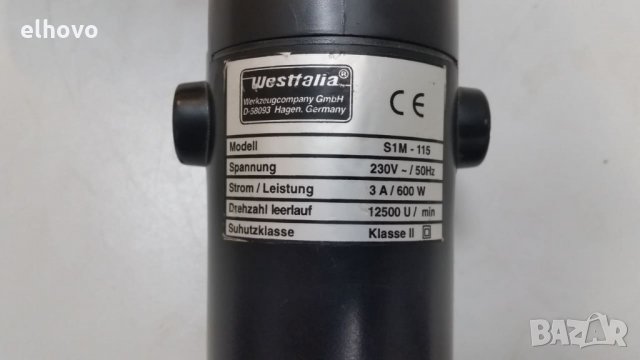 elhovo
Westfalia®
Werkzeugcompany GmbH
D-58093 Hagen. Germany
CE
Modell S1M - 115
Spannung 230V ~ / 50Hz
Strom / Leistung 3 A / 600 W
Drehzahl leerlauf 12500 U / min
Suhutzklasse Klasse II
BAZAR